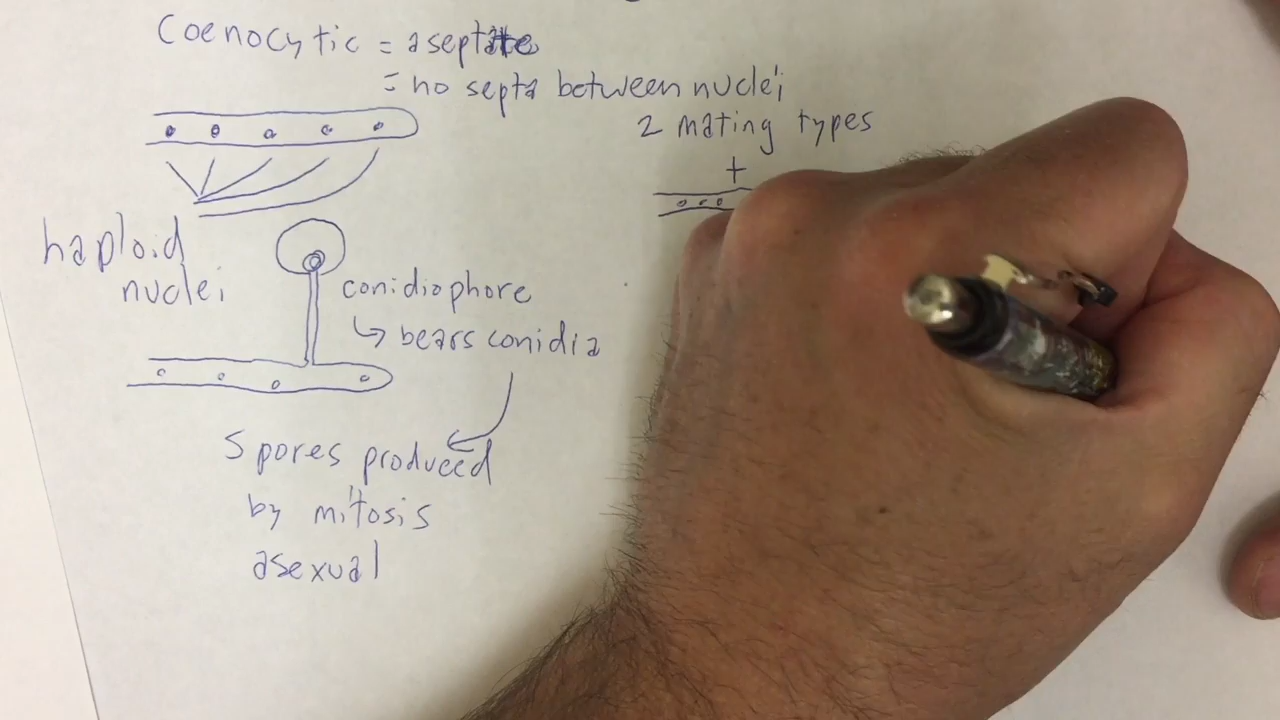 Coenocytic = aseptate
= no septa between nuclei
2 mating types
+
haploid
nuclei
conidiophore
↳ bears conidia
Spores produced
by mitosis
asexual